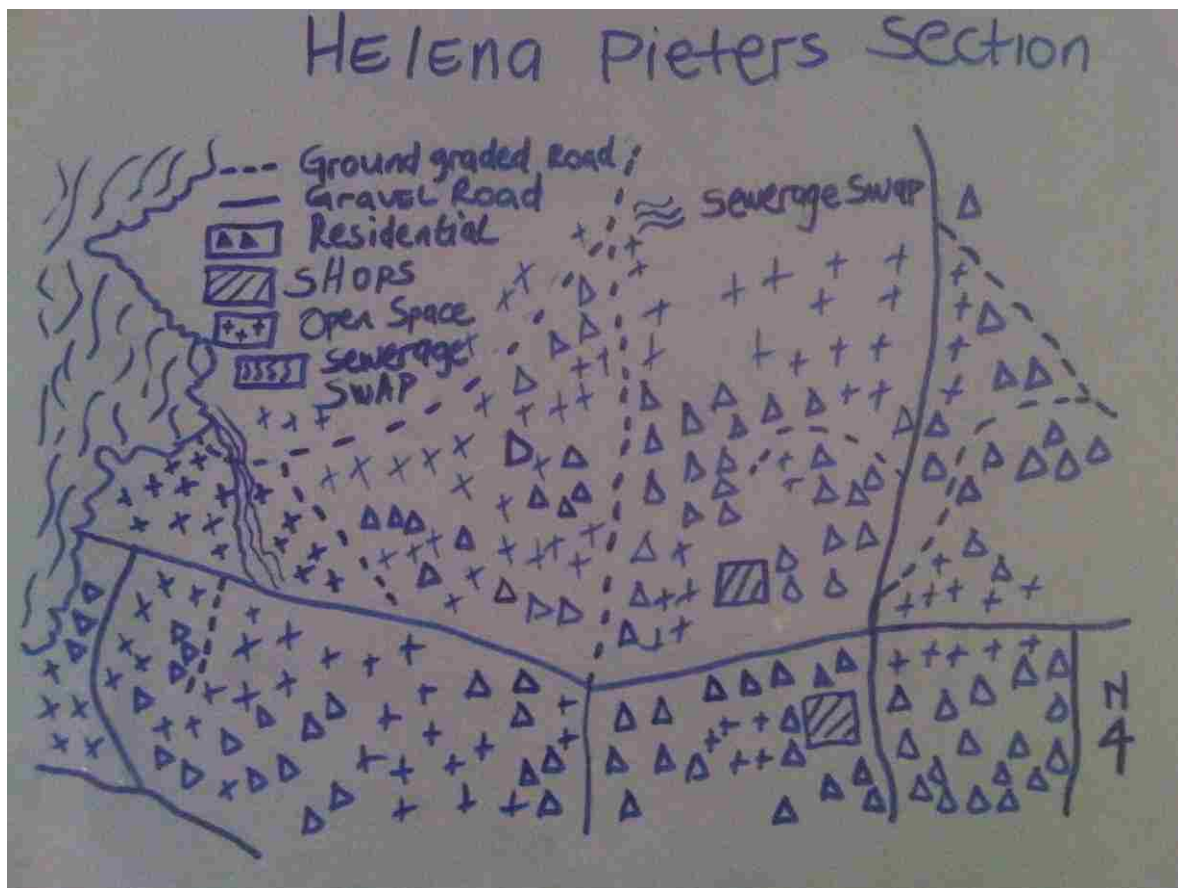 HElEna Pieters Section
Ground graded Road
GraveL Road
Residential
SHOPS
Open Space
sewerage
SWAP
sewerage Swap
N
4